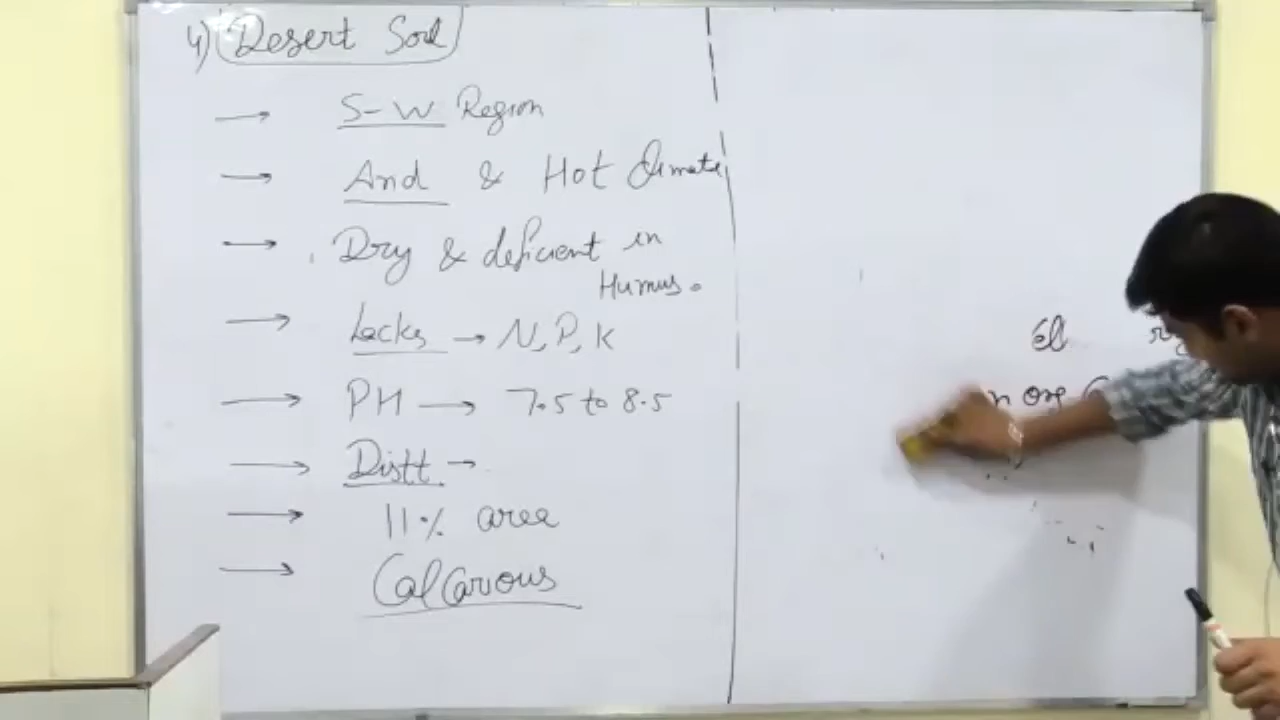 4) Desert Soil
→ S-W Region
→ Arid & Hot Climate
→ Dry & deficient in
Humus.
→ Lacks → N, P, K
→ PH → 7.5 to 8.5
→ Distt →
→ 11% area
→ CalCarious